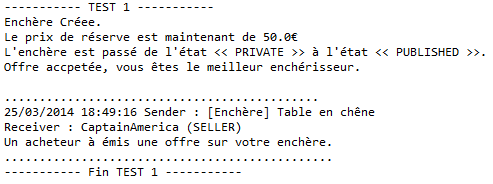 ----------- TEST 1 -----------
Enchère Créee.
Le prix de réserve est maintenant de 50.0€
L'enchère est passé de l'état << PRIVATE >> à l'état << PUBLISHED >>.
Offre accpetée, vous êtes le meilleur enchérisseur.
.............................................
25/03/2014 18:49:16 Sender : [Enchère] Table en chêne
Receiver : CaptainAmerica (SELLER)
Un acheteur à émis une offre sur votre enchère.
...............................................
----------- Fin TEST 1 -----------